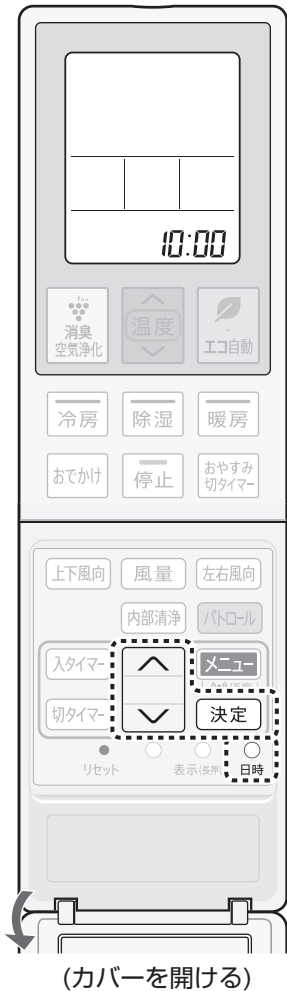 10:00
ion
消臭
空気浄化
温度
エコ自動
冷房
除湿
暖房
おでかけ
停止
おやすみ
切タイマー
上下風向
風量
左右風向
内部清浄
パトロール
入タイマー
メニュー
切タイマー
決定
リセット
表示(長押し
日時
(カバーを開ける)